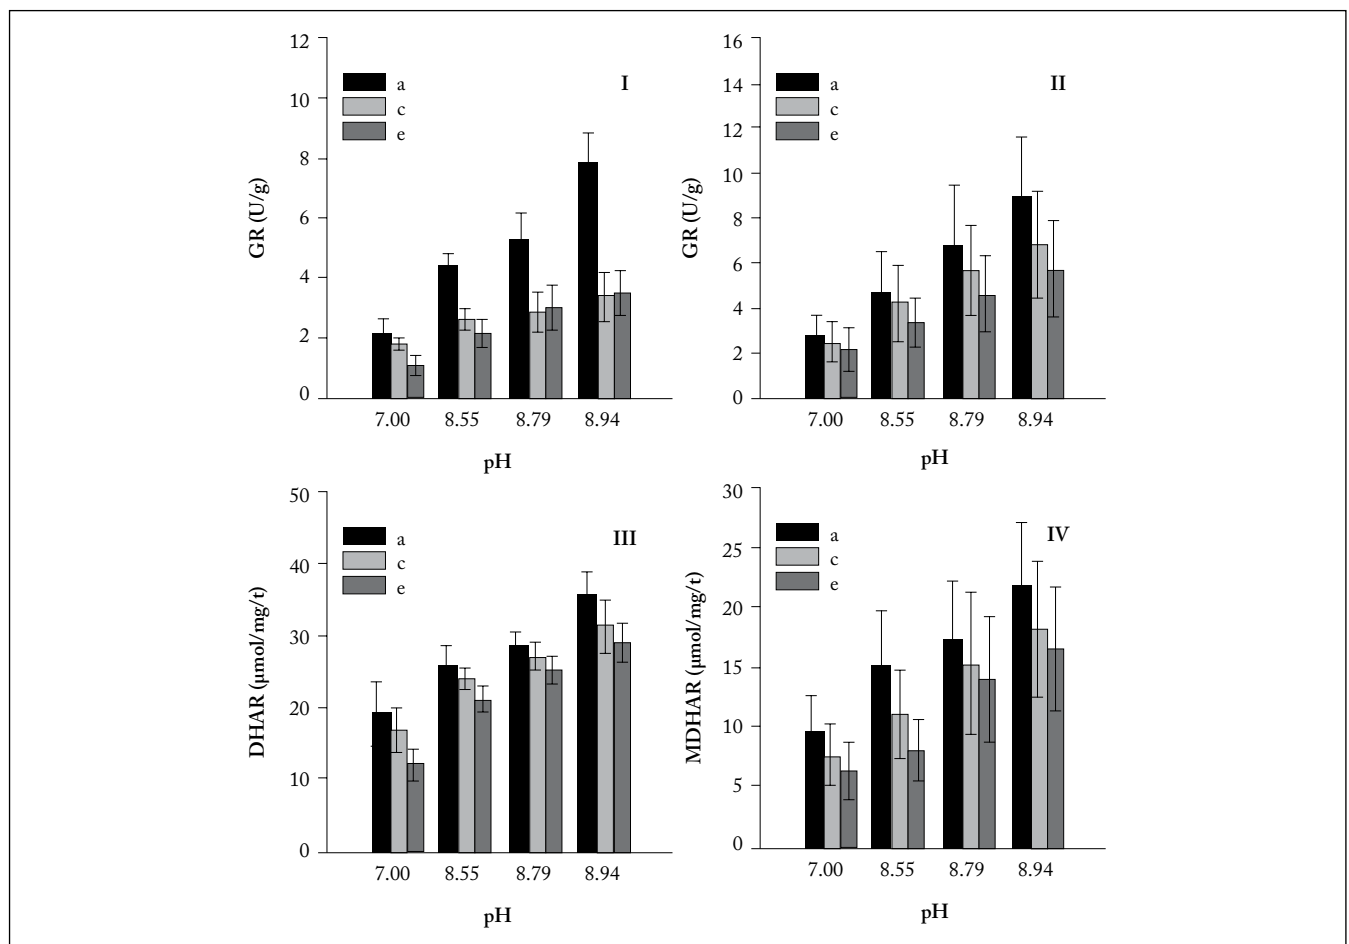 12
10
8
6
4
2
0
GR (U/g)
a
c
e
I
7.00 8.55 8.79 8.94
pH
16
14
12
10
8
6
4
2
0
GR (U/g)
a
c
e
II
7.00 8.55 8.79 8.94
pH
50
40
30
20
10
0
DHAR (μmol/mg/t)
a
c
e
III
7.00 8.55 8.79 8.94
pH
30
25
20
15
10
5
0
MDHAR (μmol/mg/t)
a
c
e
IV
7.00 8.55 8.79 8.94
pH